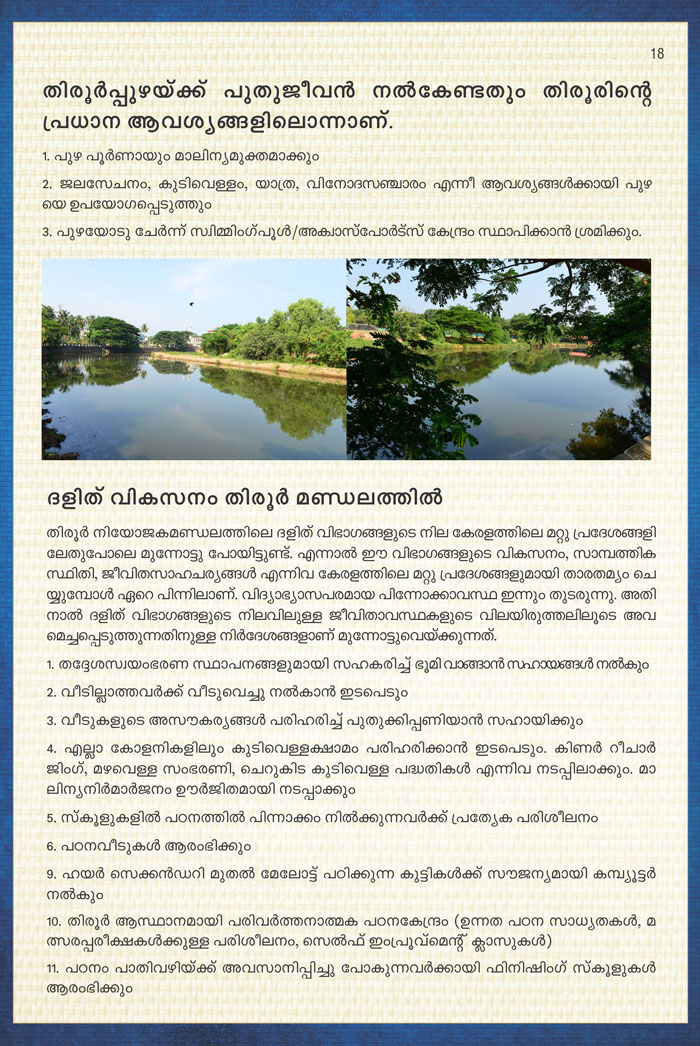 18
തിരൂർപ്പുഴയ്ക്ക് പുതുജീവൻ നൽകേണ്ടതും തിരൂരിന്റെ
പ്രധാന ആവശ്യങ്ങളിലൊന്നാണ്.
1. പുഴ പൂർണായും മാലിന്യമുക്തമാക്കും
2. ജലസേചനം, കുടിവെള്ളം, യാത്ര, വിനോദസഞ്ചാരം എന്നീ ആവശ്യങ്ങൾക്കായി പുഴ
യെ ഉപയോഗപ്പെടുത്തും
3. പുഴയോടു ചേർന്ന് സ്വിമ്മിംഗ്പൂൾ/അക്വാസ്പോർട്സ് കേന്ദ്രം സ്ഥാപിക്കാൻ ശ്രമിക്കും.
ദളിത് വികസനം തിരൂർ മണ്ഡലത്തിൽ
തിരൂർ നിയോജകമണ്ഡലത്തിലെ ദളിത് വിഭാഗങ്ങളുടെ നില കേരളത്തിലെ മറ്റു പ്രദേശങ്ങളി
ലേതുപോലെ മുന്നോട്ടു പോയിട്ടുണ്ട്. എന്നാൽ ഈ വിഭാഗങ്ങളുടെ വികസനം, സാമ്പത്തിക
സ്ഥിതി, ജീവിതസാഹചര്യങ്ങൾ എന്നിവ കേരളത്തിലെ മറ്റു പ്രദേശങ്ങളുമായി താരതമ്യം ചെ
യ്യുമ്പോൾ ഏറെ പിന്നിലാണ്. വിദ്യാഭ്യാസപരമായ പിന്നോക്കാവസ്ഥ ഇന്നും തുടരുന്നു. അതി
നാൽ ദളിത് വിഭാഗങ്ങളുടെ നിലവിലുള്ള ജീവിതാവസ്ഥകളുടെ വിലയിരുത്തലിലൂടെ അവ
മെച്ചപ്പെടുത്തുന്നതിനുള്ള നിർദേശങ്ങളാണ് മുന്നോട്ടുവെയ്ക്കുന്നത്.
1. തദ്ദേശസ്വയംഭരണ സ്ഥാപനങ്ങളുമായി സഹകരിച്ച് ഭൂമി വാങ്ങാൻ സഹായങ്ങൾ നൽകും
2. വീടില്ലാത്തവർക്ക് വീടുവെച്ചു നൽകാൻ ഇടപെടും
3. വീടുകളുടെ അസൗകര്യങ്ങൾ പരിഹരിച്ച് പുതുക്കിപ്പണിയാൻ സഹായിക്കും
4. എല്ലാ കോളനികളിലും കുടിവെള്ളക്ഷാമം പരിഹരിക്കാൻ ഇടപെടും. കിണർ റീചാർ
ജിംഗ്, മഴവെള്ള സംഭരണി, ചെറുകിട കുടിവെള്ള പദ്ധതികൾ എന്നിവ നടപ്പിലാക്കും. മാ
ലിന്യനിർമാർജനം ഊർജിതമായി നടപ്പാക്കും
5. സ്കൂളുകളിൽ പഠനത്തിൽ പിന്നാക്കം നിൽക്കുന്നവർക്ക് പ്രത്യേക പരിശീലനം
6. പഠനവീടുകൾ ആരംഭിക്കും
9. ഹയർ സെക്കൻഡറി മുതൽ മേലോട്ട് പഠിക്കുന്ന കുട്ടികൾക്ക് സൗജന്യമായി കമ്പ്യൂട്ടർ
നൽകും
10. തിരൂർ ആസ്ഥാനമായി പരിവർത്തനാത്മക പഠനകേന്ദ്രം (ഉന്നത പഠന സാധ്യതകൾ, മ
ത്സരപ്പരീക്ഷകൾക്കുള്ള പരിശീലനം, സെൽഫ് ഇംപ്രൂവ്മെന്റ് ക്ലാസുകൾ)
11. പഠനം പാതിവഴിയ്ക്ക് അവസാനിപ്പിച്ചു പോകുന്നവർക്കായി ഫിനിഷിംഗ് സ്കൂളുകൾ
ആരംഭിക്കും